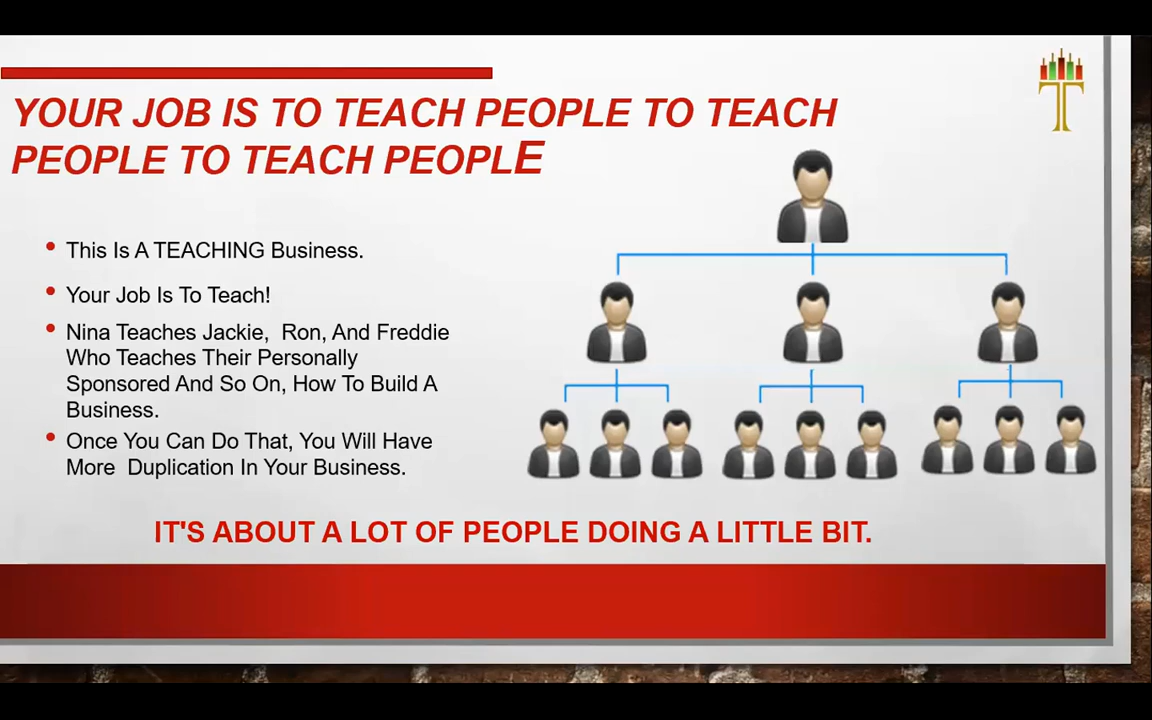 YOUR JOB IS TO TEACH PEOPLE TO TEACH
PEOPLE TO TEACH PEOPLE
• This Is A TEACHING Business.
• Your Job Is To Teach!
• Nina Teaches Jackie,  Ron, And Freddie
Who Teaches Their Personally
Sponsored And So On, How To Build A
Business.
• Once You Can Do That, You Will Have
More  Duplication In Your Business.
IT'S ABOUT A LOT OF PEOPLE DOING A LITTLE BIT.